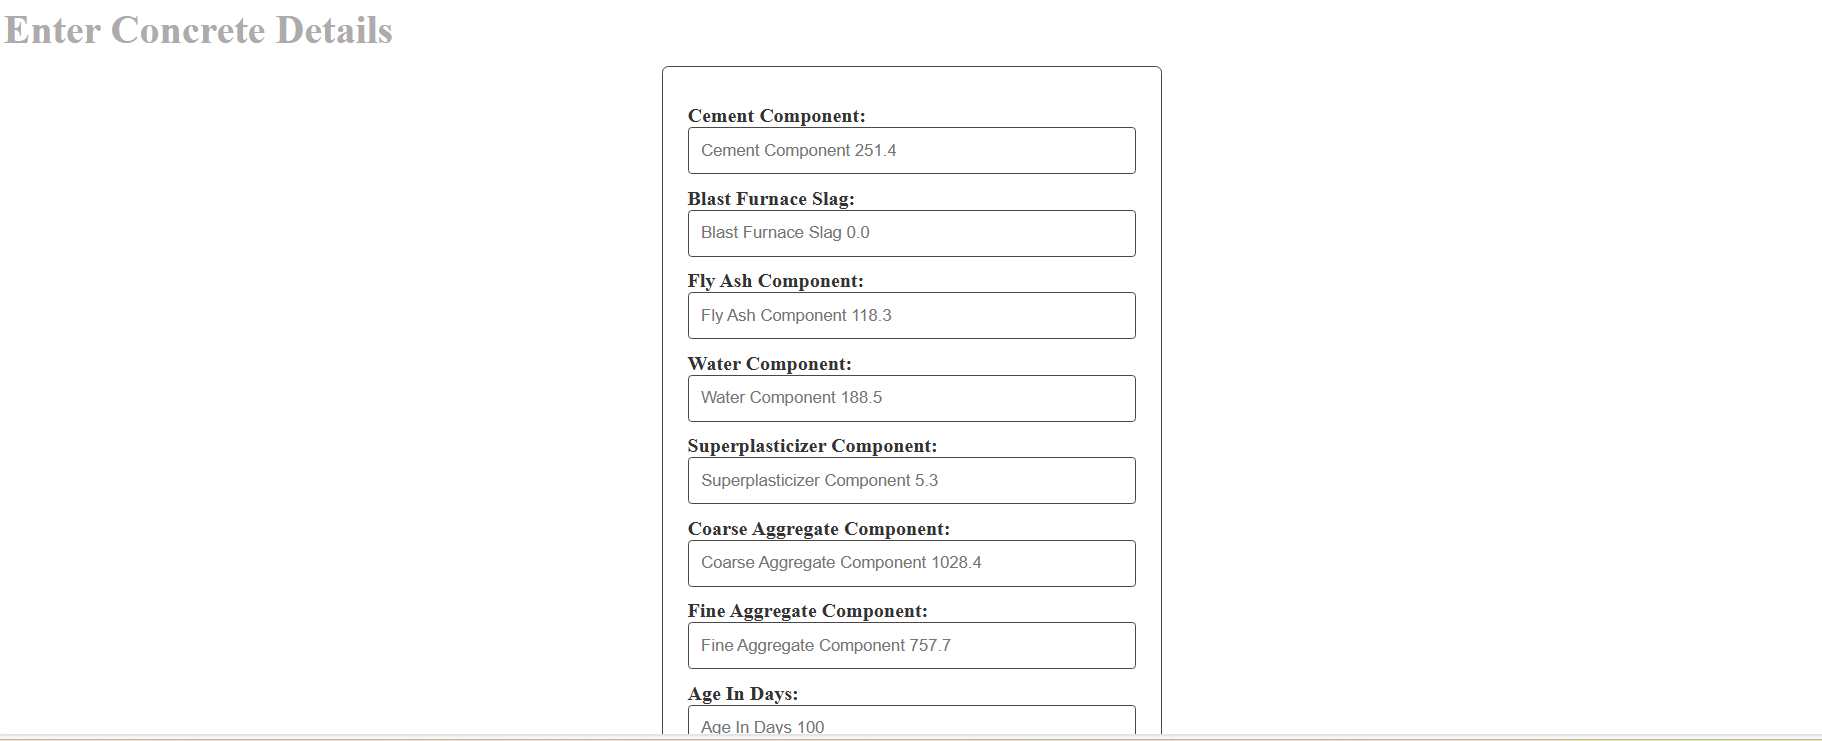 Enter Concrete Details
Cement Component:
Cement Component 251.4
Blast Furnace Slag:
Blast Furnace Slag 0.0
Fly Ash Component:
Fly Ash Component 118.3
Water Component:
Water Component 188.5
Superplasticizer Component:
Superplasticizer Component 5.3
Coarse Aggregate Component:
Coarse Aggregate Component 1028.4
Fine Aggregate Component:
Fine Aggregate Component 757.7
Age In Days:
Age In Days 100